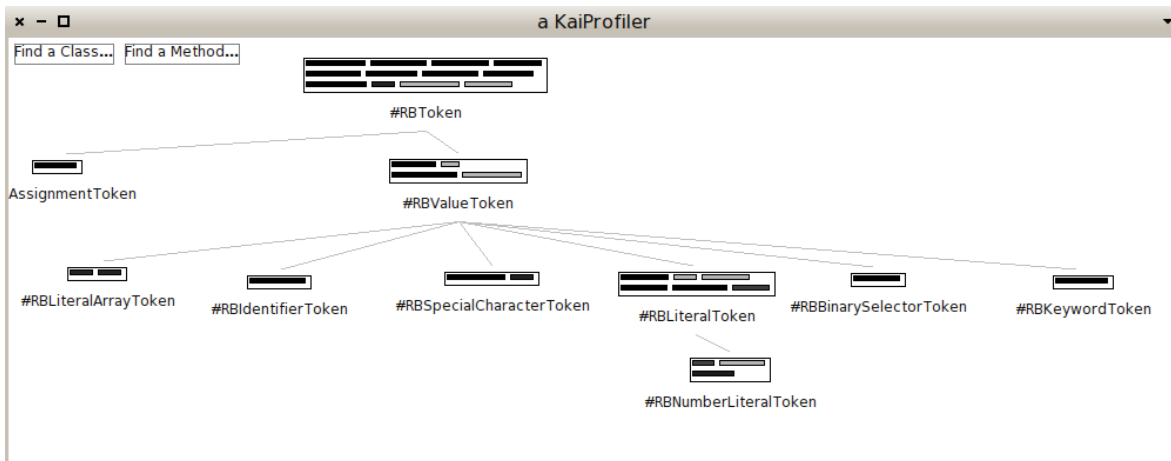 a KaiProfiler
Find a Class... Find a Method...
#RBToken
AssignmentToken
#RBValueToken
#RBLiteralArrayToken
#RBIdentifierToken
#RBSpecialCharacterToken
#RBLiteralToken
#RBBinarySelectorToken
#RBKeywordToken
#RBNumberLiteralToken